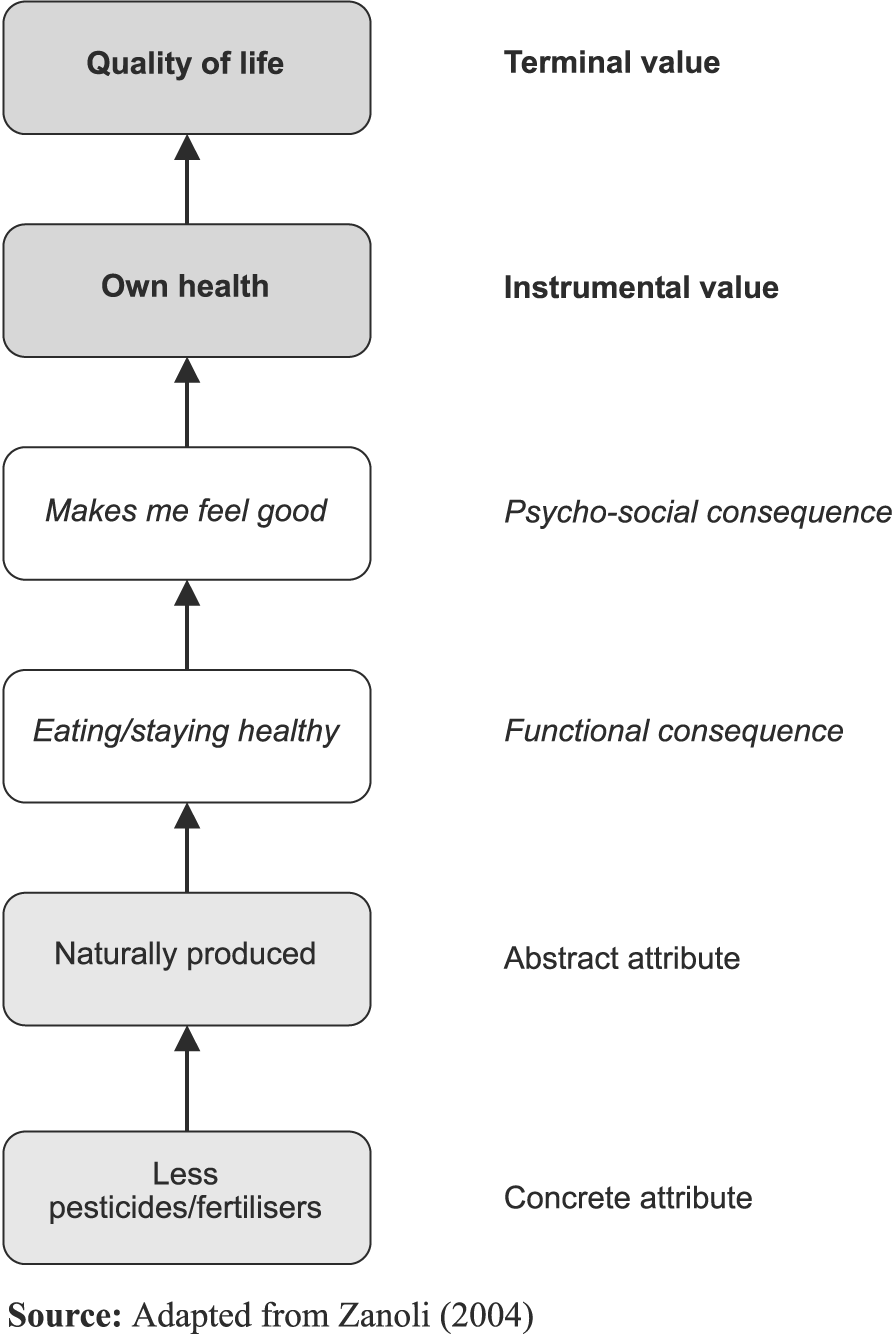 Quality of life
Terminal value
Own health
Instrumental value
Makes me feel good
Psycho-social consequence
Eating/staying healthy
Functional consequence
Naturally produced
Abstract attribute
Less
pesticides/fertilisers
Concrete attribute
Source: Adapted from Zanoli (2004)